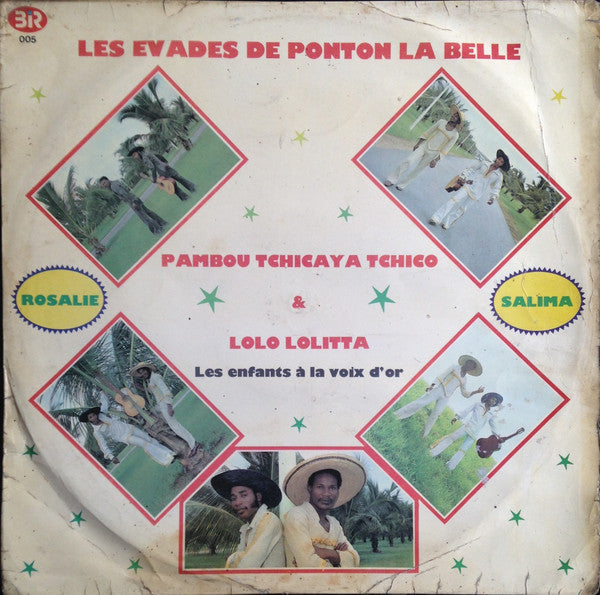 BIR
005
LES EVADES DE PONTON LA BELLE
PAMBOU TCHICAYA TCHICO
ROSALIE
&
SALIMA
LOLO LOLITTA
Les enfants à la voix d'or